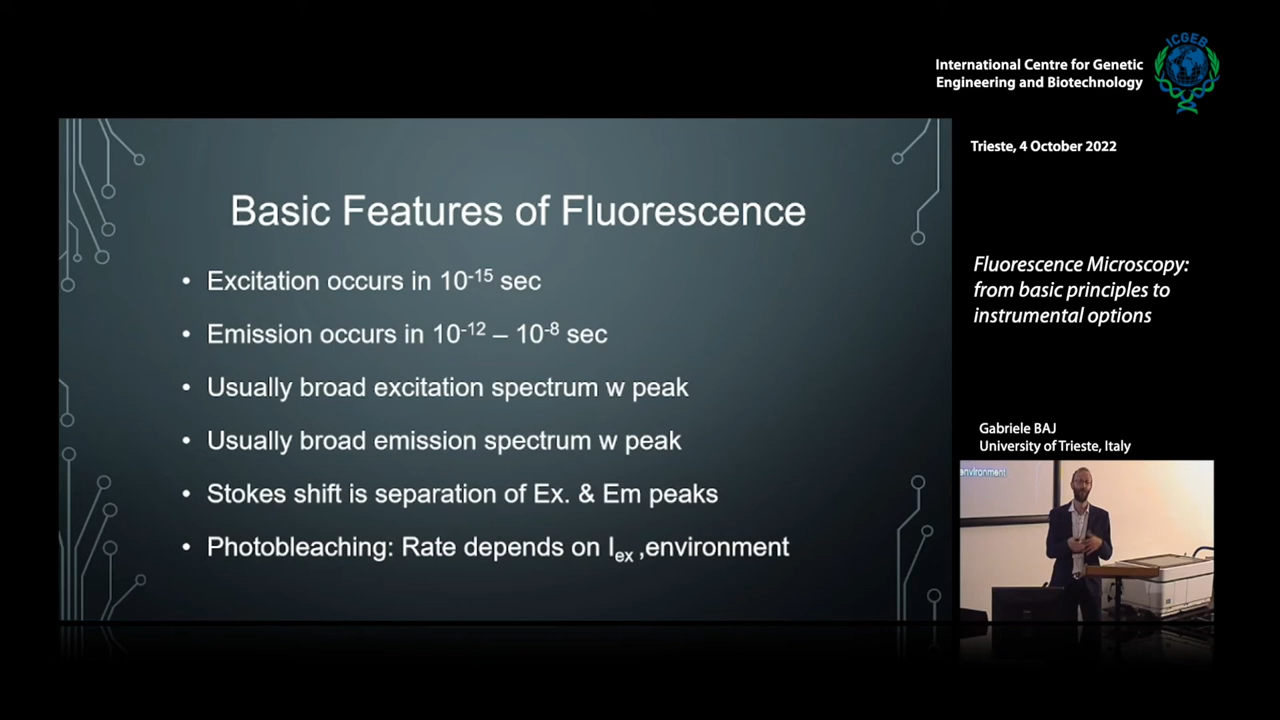 International Centre for Genetic
Engineering and Biotechnology
ICGEB
Trieste, 4 October 2022
Basic Features of Fluorescence
• Excitation occurs in 10⁻¹⁵ sec
• Emission occurs in 10⁻¹² – 10⁻⁸ sec
• Usually broad excitation spectrum w peak
• Usually broad emission spectrum w peak
• Stokes shift is separation of Ex. & Em peaks
• Photobleaching: Rate depends on Iₑₓ ,environment
Fluorescence Microscopy:
from basic principles to
instrumental options
Gabriele BAJ
University of Trieste, Italy
environment